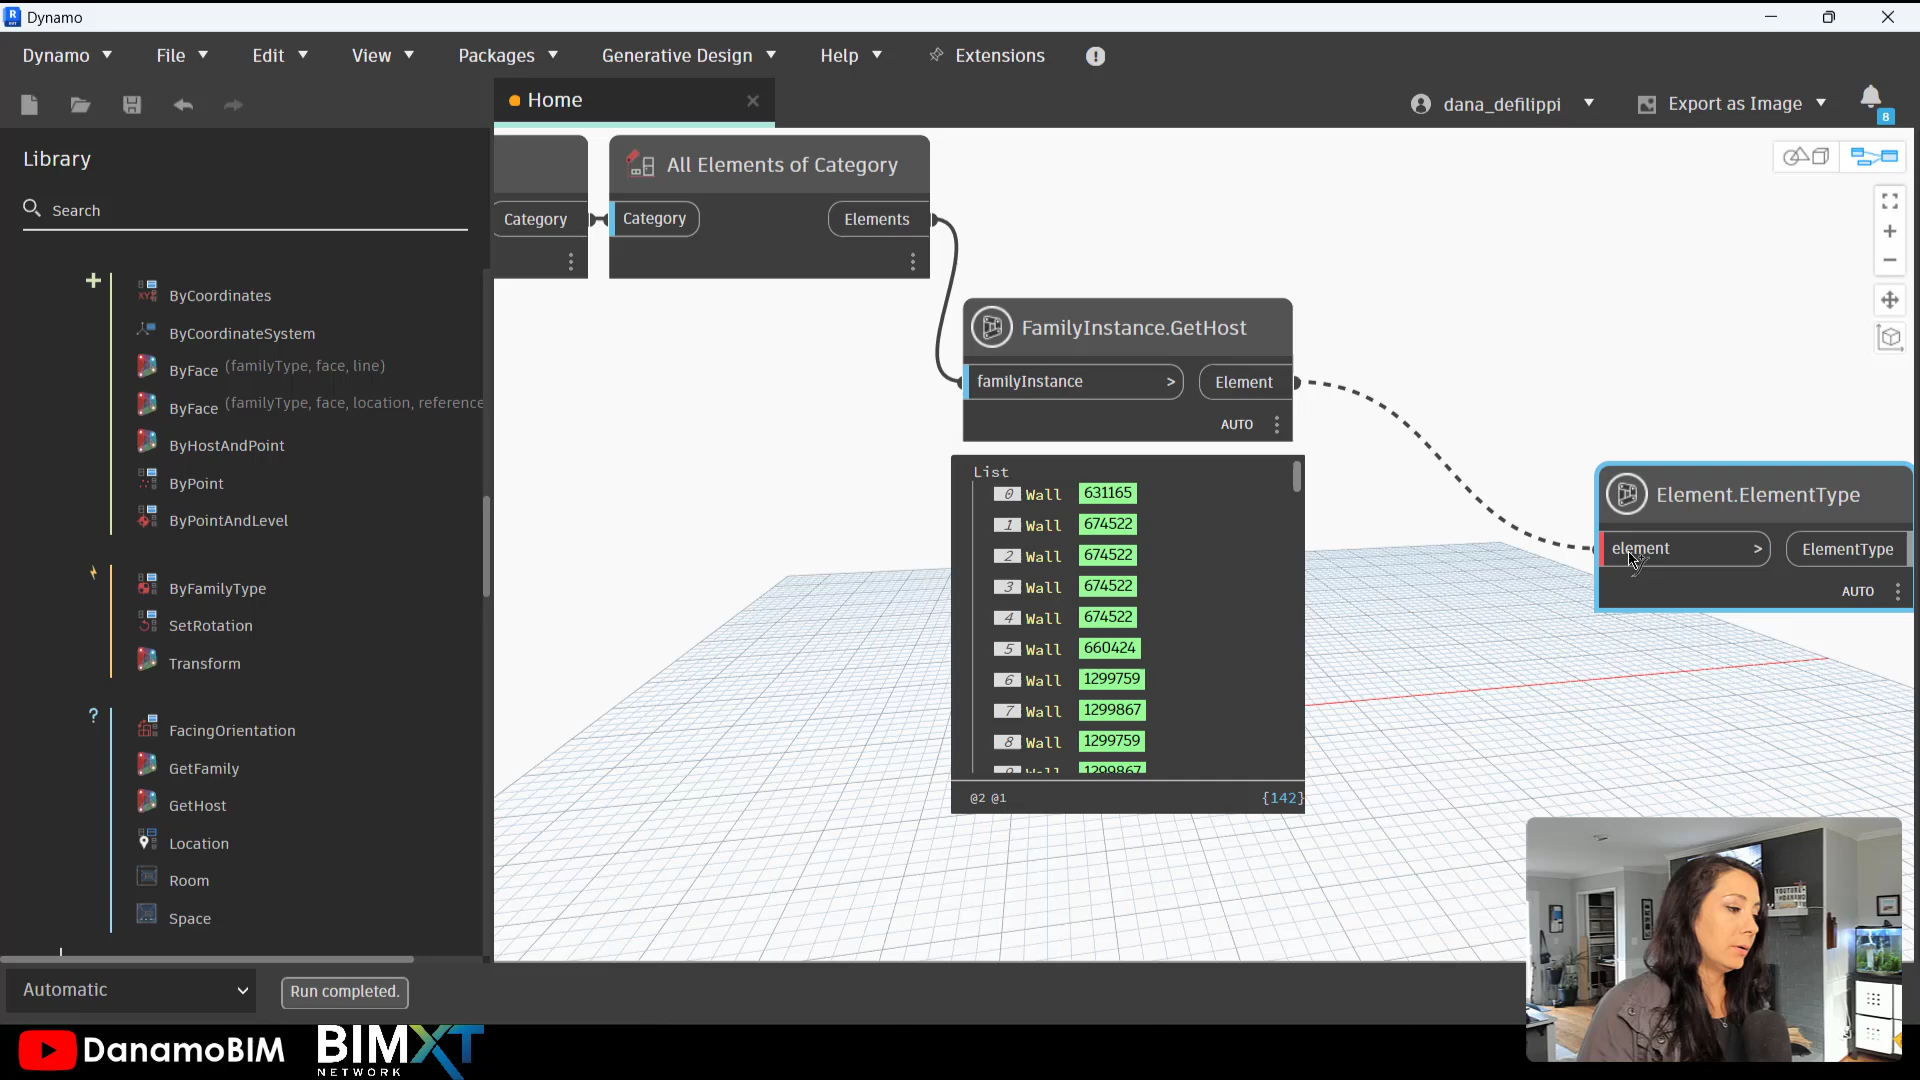 Dynamo
Dynamo File Edit View Packages Generative Design Help Extensions
Home
dana_defilippi
Export as Image
8
Library
Search
ByCoordinates
ByCoordinateSystem
ByFace (familyType, face, line)
ByFace (familyType, face, location, reference
ByHostAndPoint
ByPoint
ByPointAndLevel
ByFamilyType
SetRotation
Transform
FacingOrientation
GetFamily
GetHost
Location
Room
Space
Category
All Elements of Category
Category
Elements
FamilyInstance.GetHost
familyInstance >
Element
AUTO
List
0 Wall 631165
1 Wall 674522
2 Wall 674522
3 Wall 674522
4 Wall 674522
5 Wall 660424
6 Wall 1299759
7 Wall 1299867
8 Wall 1299759
9 Wall 1299867
@2 @1
{142}
Element.ElementType
element >
ElementType
AUTO
Automatic
Run completed.
DanamoBIM
BIMXT
NETWORK